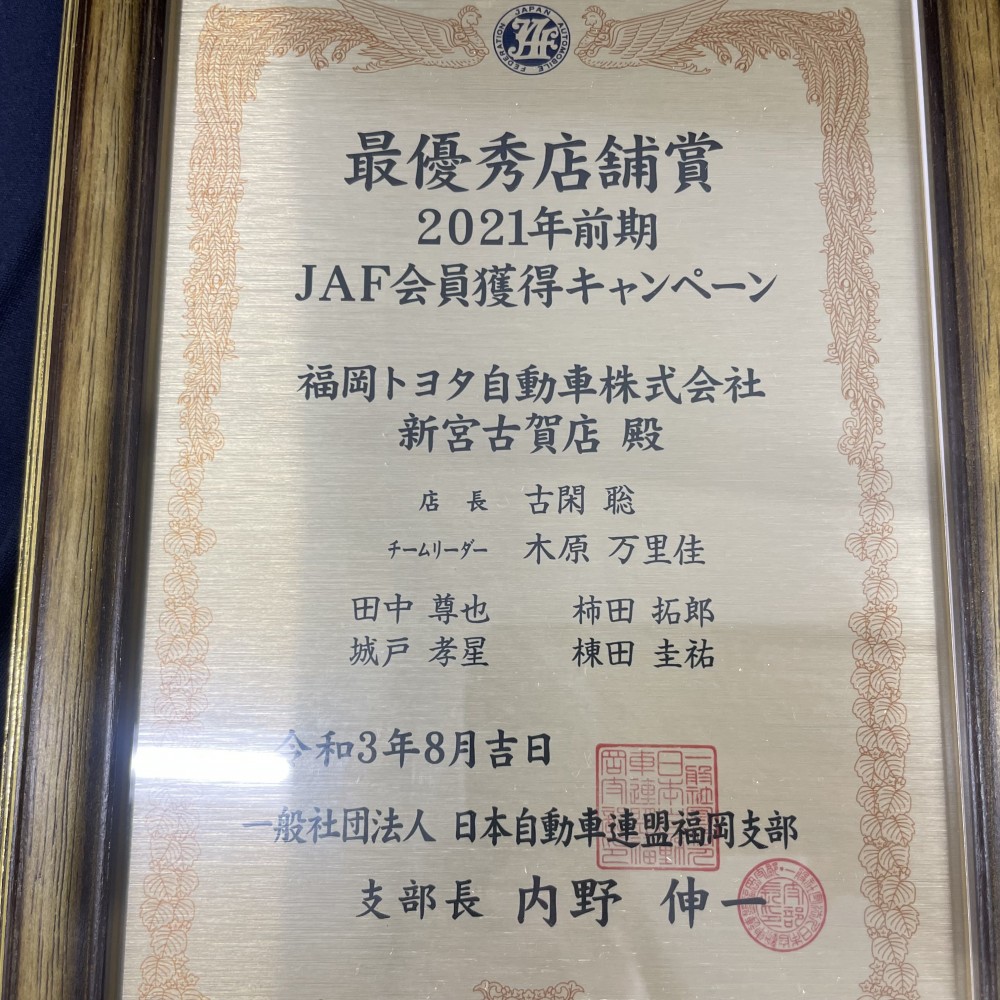 JAPAN AUTOMOBILE FEDERATION
JAF
最優秀店舗賞
2021年前期
JAF会員獲得キャンペーン
福岡トヨタ自動車株式会社
新宮古賀店 殿
店 長 古閑 聡
チームリーダー 木原 万里佳
田中 尊也 柿田 拓郎
城戸 孝星 棟田 圭祐
令和3年8月吉日
一般社団法人 日本自動車連盟福岡支部
支部長 内野 伸一